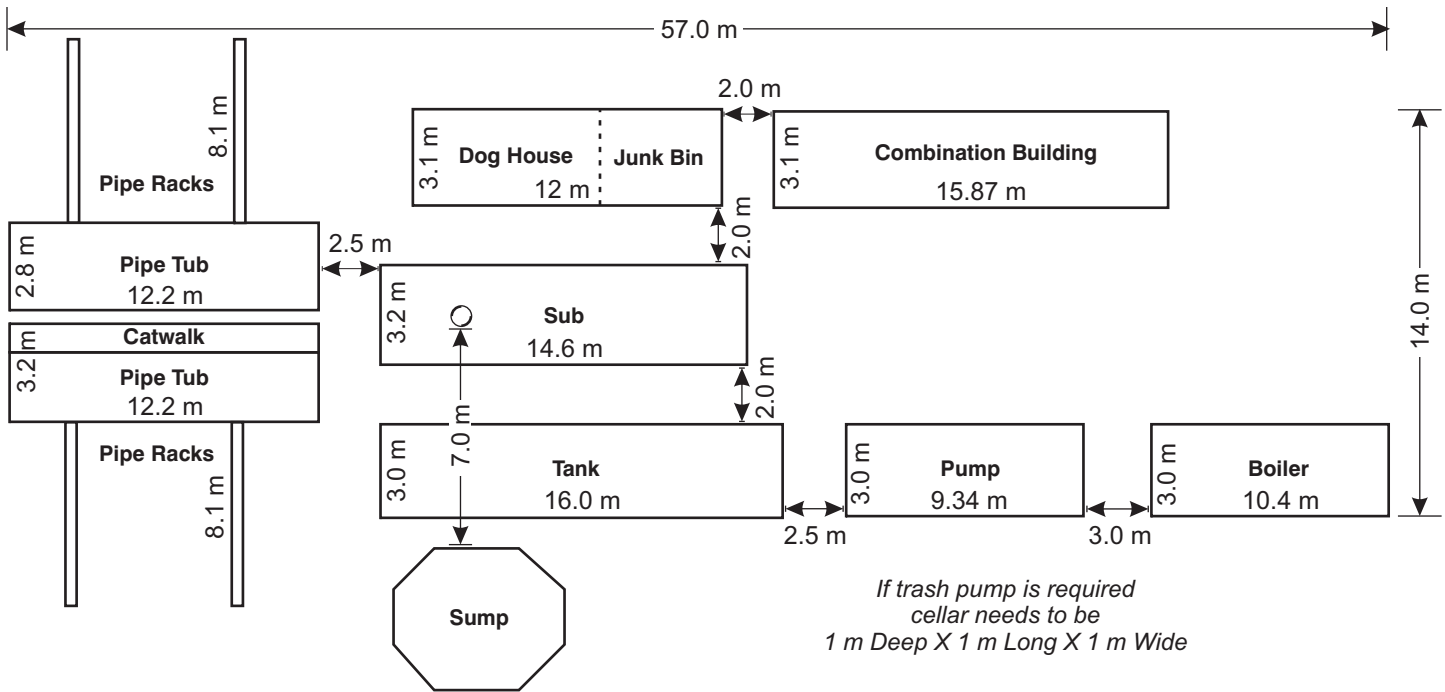 57.0 m
8.1 m
Pipe Racks
2.8 m
Pipe Tub
12.2 m
2.5 m
3.1 m
Dog House
12 m
Junk Bin
2.0 m
3.1 m
Combination Building
15.87 m
2.0 m
14.0 m
3.2 m
Sub
14.6 m
3.2 m
Catwalk
Pipe Tub
12.2 m
2.0 m
7.0 m
Pipe Racks
8.1 m
3.0 m
Tank
16.0 m
2.5 m
3.0 m
Pump
9.34 m
3.0 m
3.0 m
Boiler
10.4 m
Sump
If trash pump is required
cellar needs to be
1 m Deep X 1 m Long X 1 m Wide